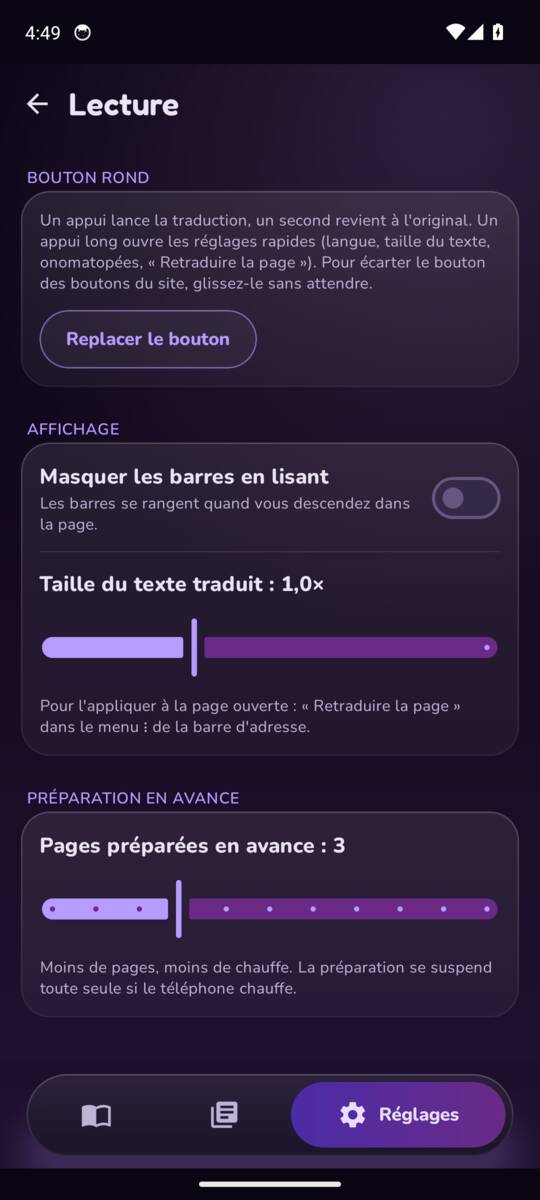 4:49
Lecture
BOUTON ROND
Un appui lance la traduction, un second revient à l'original. Un
appui long ouvre les réglages rapides (langue, taille du texte,
onomatopées, « Retraduire la page »). Pour écarter le bouton
des boutons du site, glissez-le sans attendre.
Replacer le bouton
AFFICHAGE
Masquer les barres en lisant
Les barres se rangent quand vous descendez dans
la page.
Taille du texte traduit : 1,0×
Pour l'appliquer à la page ouverte : « Retraduire la page »
dans le menu ⁝ de la barre d'adresse.
PRÉPARATION EN AVANCE
Pages préparées en avance : 3
Moins de pages, moins de chauffe. La préparation se suspend
toute seule si le téléphone chauffe.
Réglages